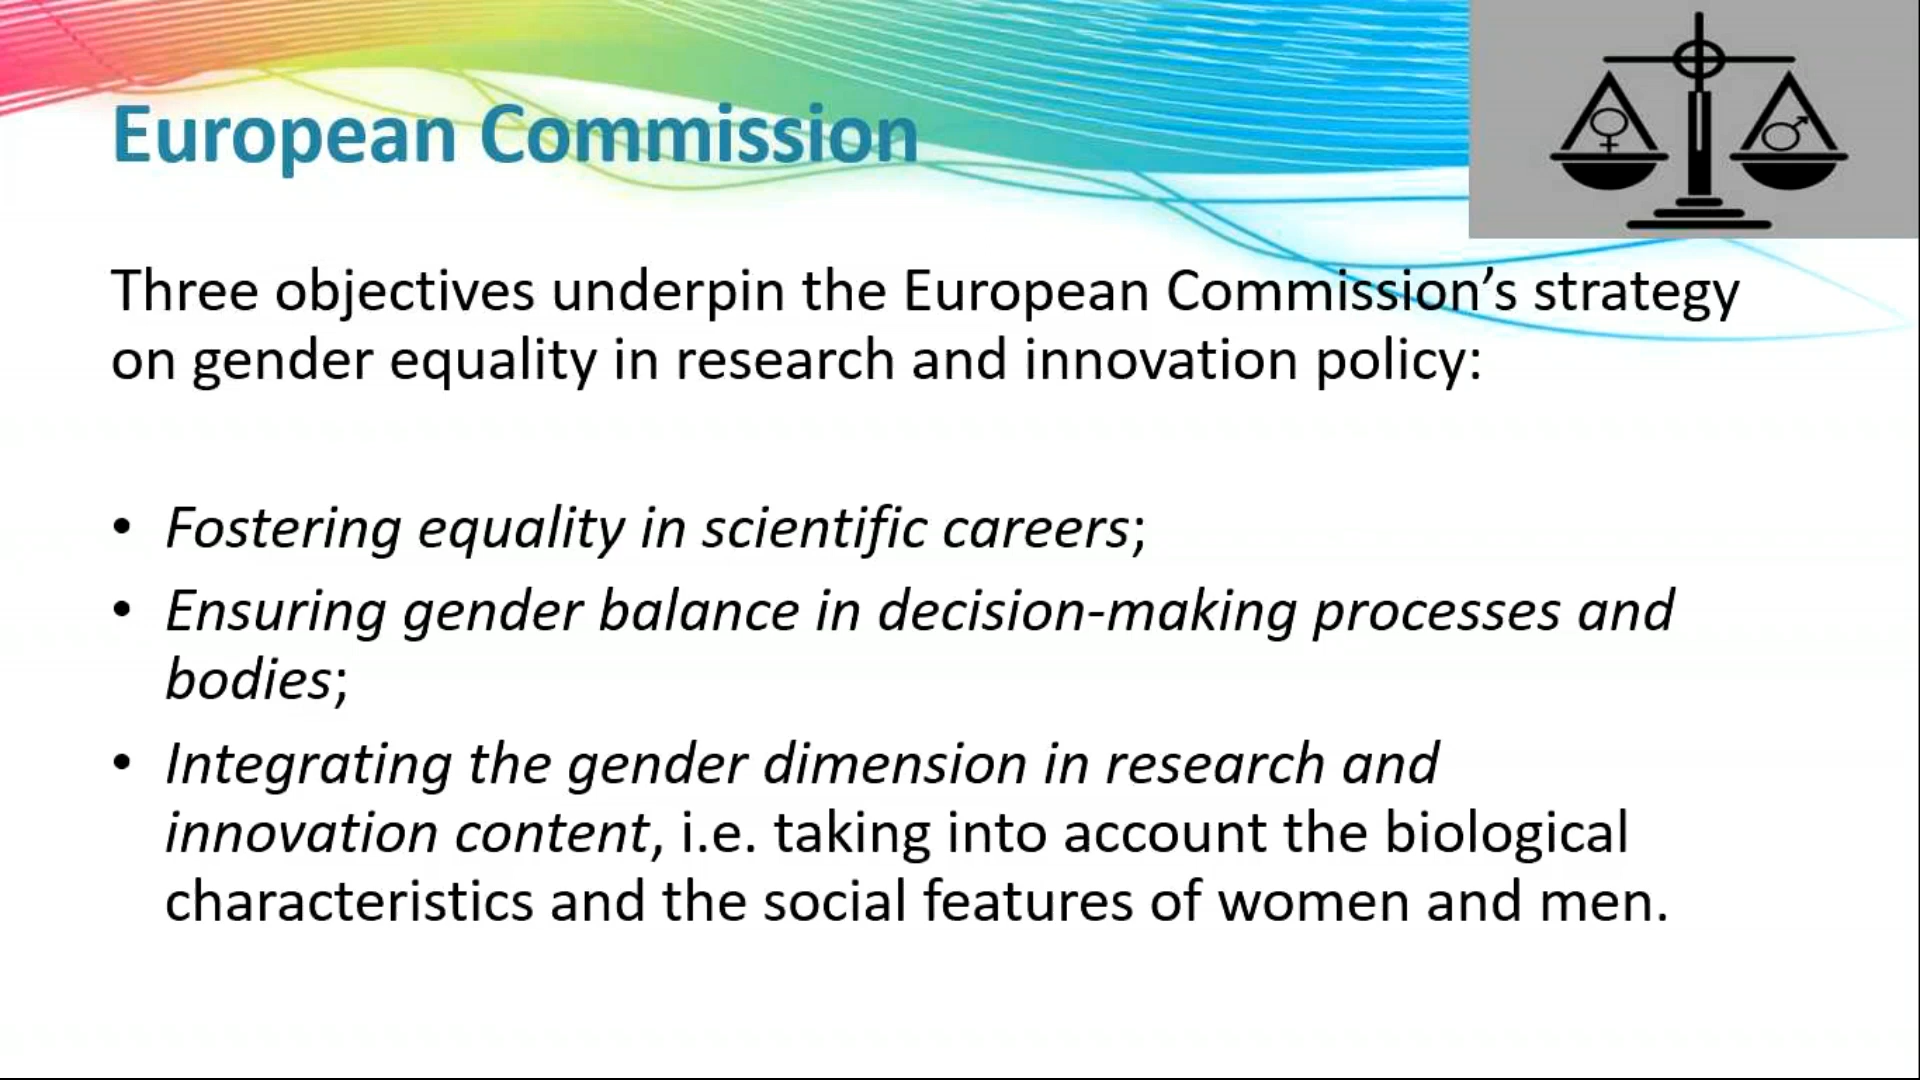 European Commission
Three objectives underpin the European Commission’s strategy
on gender equality in research and innovation policy:
• Fostering equality in scientific careers;
• Ensuring gender balance in decision-making processes and
bodies;
• Integrating the gender dimension in research and
innovation content, i.e. taking into account the biological
characteristics and the social features of women and men.